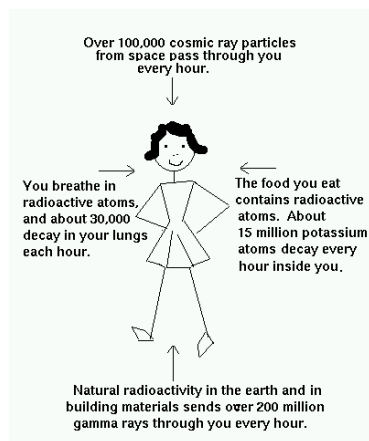 Over 100,000 cosmic ray particles
from space pass through you
every hour.
You breathe in
radioactive atoms,
and about 30,000
decay in your lungs
each hour.
The food you eat
contains radioactive
atoms. About
15 million potassium
atoms decay every
hour inside you.
Natural radioactivity in the earth and in
building materials sends over 200 million
gamma rays through you every hour.